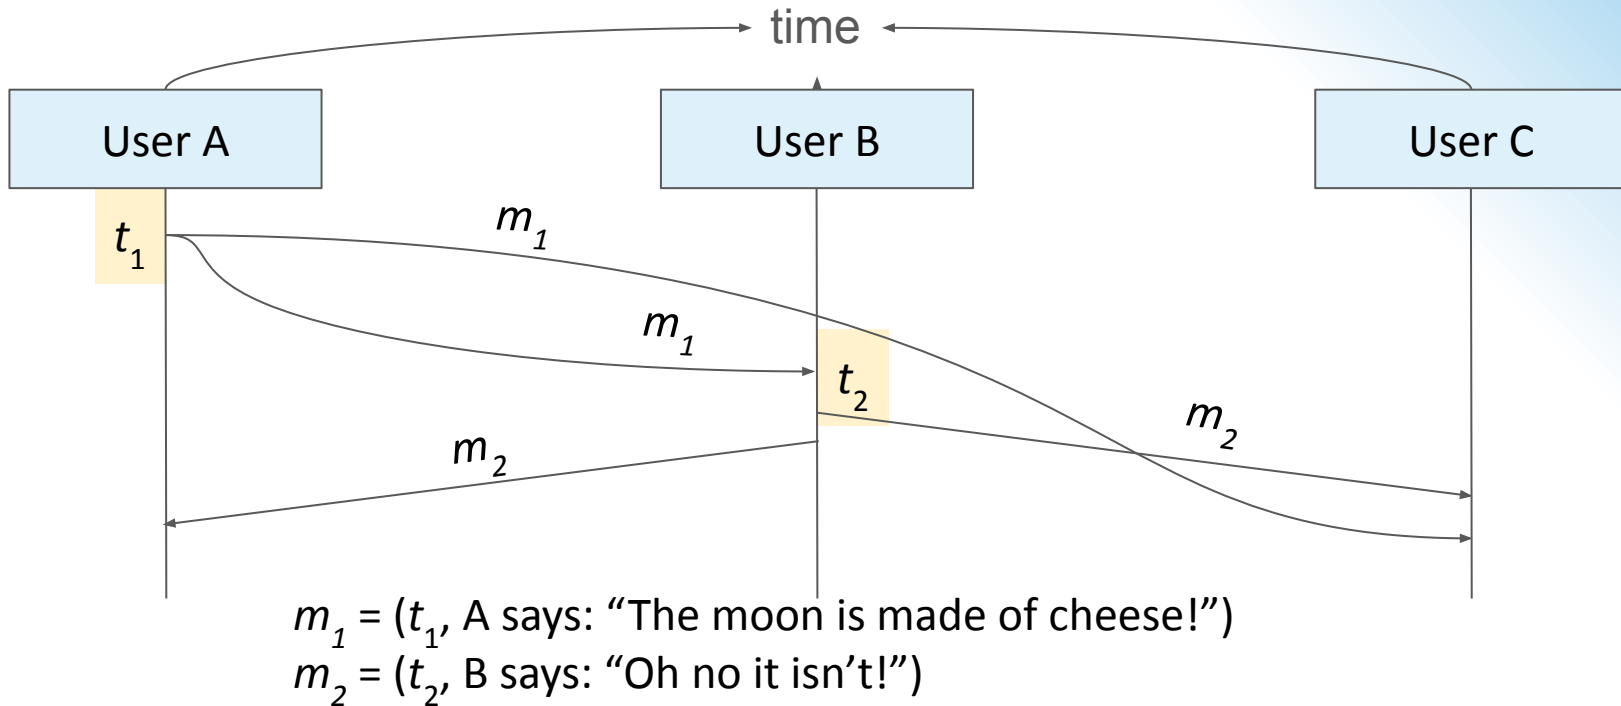 time
User A
User B
User C
t₁
m₁
m₁
t₂
m₂
m₂
m₁ = (t₁, A says: “The moon is made of cheese!”)
m₂ = (t₂, B says: “Oh no it isn’t!”)